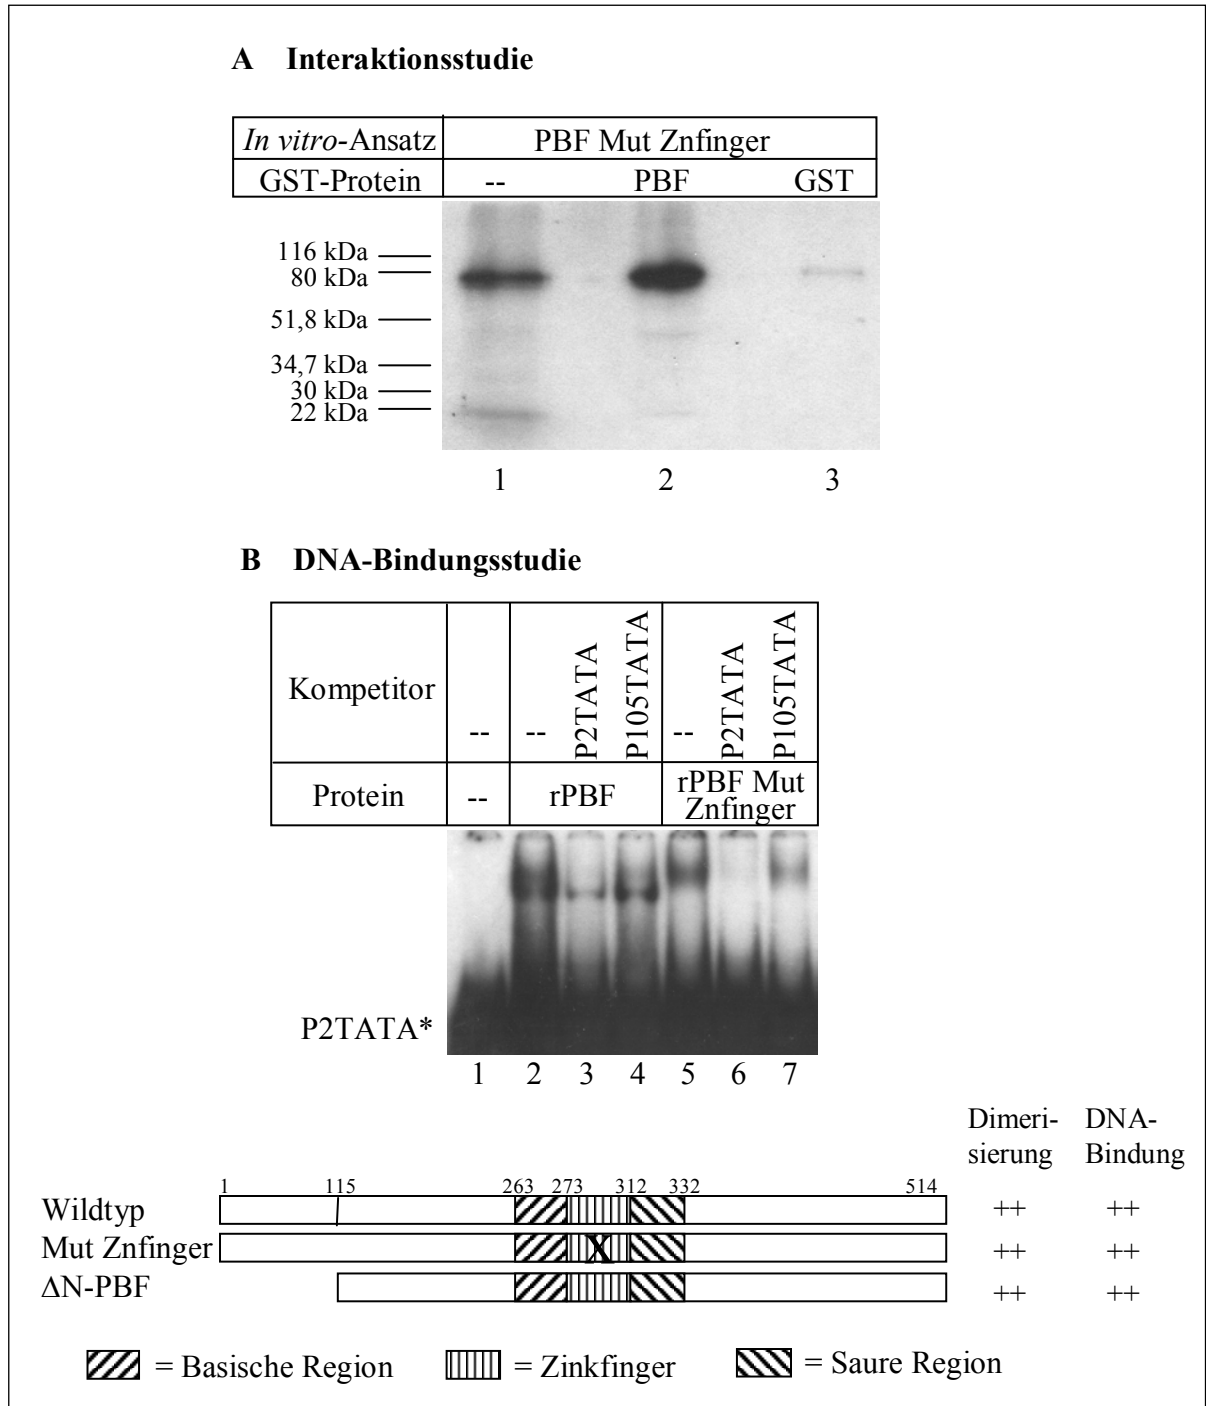 A Interaktionsstudie
In vitro-Ansatz PBF Mut Znfinger
GST-Protein -- PBF GST
116 kDa
80 kDa
51,8 kDa
34,7 kDa
30 kDa
22 kDa
1 2 3
B DNA-Bindungsstudie
Kompetitor -- -- P2TATA P105TATA -- P2TATA P105TATA
Protein -- rPBF rPBF Mut Znfinger
P2TATA*
1 2 3 4 5 6 7
Dimeri- DNA-
sierung Bindung
1 115 263 273 312 332 514
Wildtyp ++ ++
Mut Znfinger X ++ ++
ΔN-PBF ++ ++
= Basische Region = Zinkfinger = Saure Region